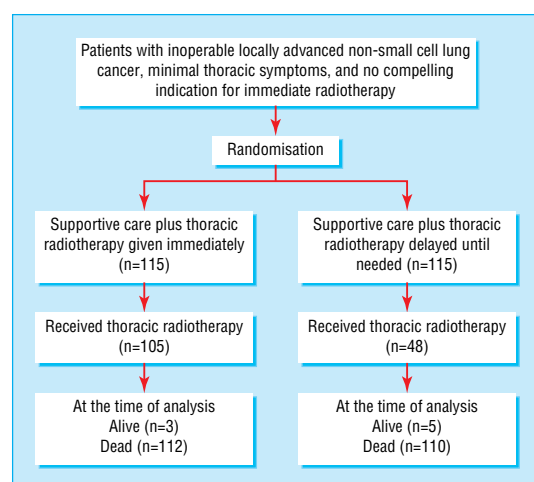 Patients with inoperable locally advanced non-small cell lung
cancer, minimal thoracic symptoms, and no compelling
indication for immediate radiotherapy
Randomisation
Supportive care plus thoracic
radiotherapy given immediately
(n=115)
Supportive care plus thoracic
radiotherapy delayed until
needed (n=115)
Received thoracic radiotherapy
(n=105)
Received thoracic radiotherapy
(n=48)
At the time of analysis
Alive (n=3)
Dead (n=112)
At the time of analysis
Alive (n=5)
Dead (n=110)